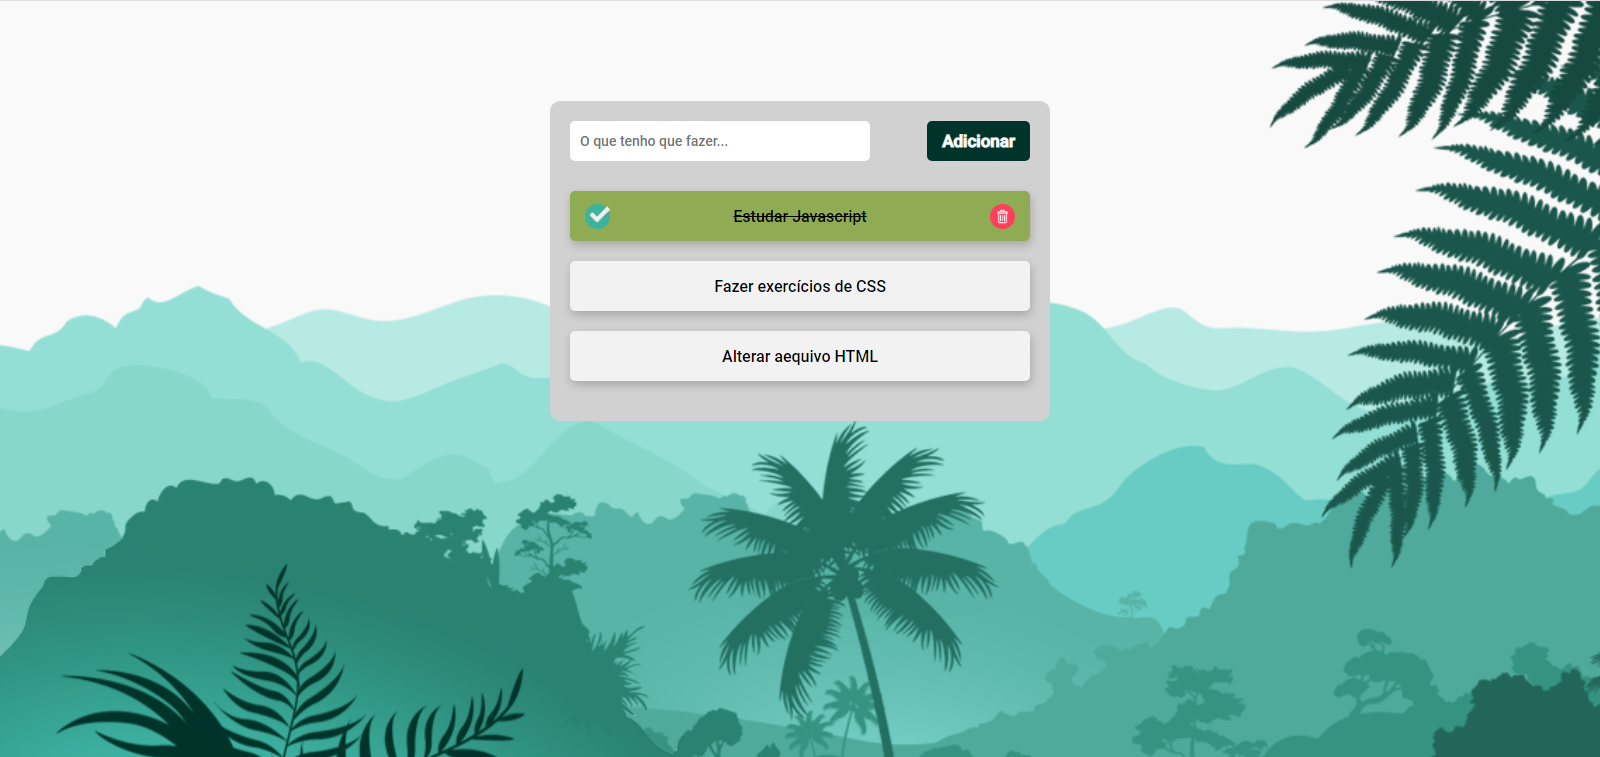 O que tenho que fazer...
Adicionar
Estudar Javascript
Fazer exercícios de CSS
Alterar aequivo HTML